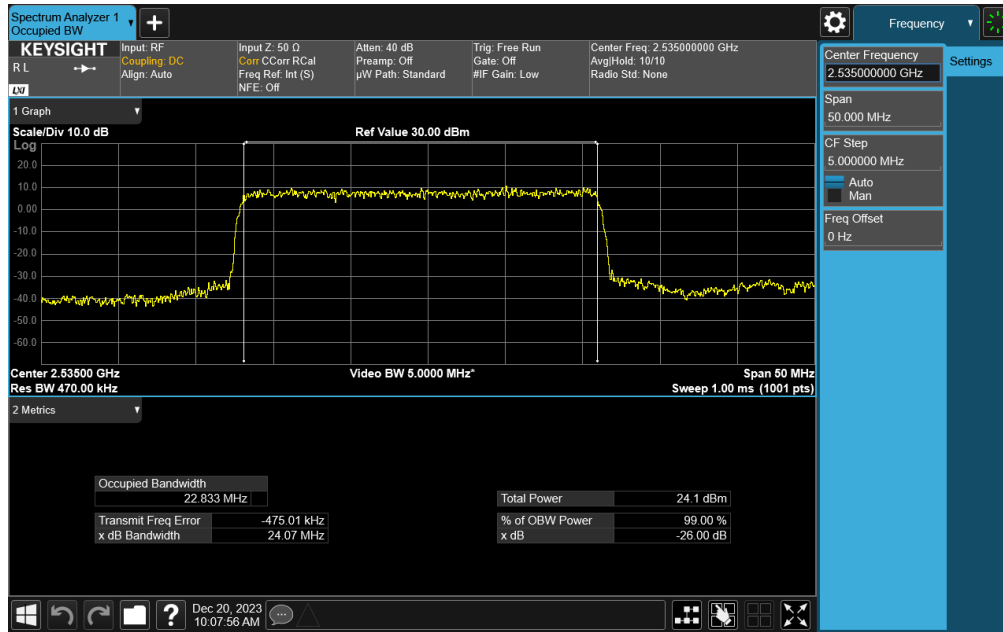 Spectrum Analyzer 1
Occupied BW
Frequency
KEYSIGHT
R L
LXI
Input: RF
Coupling: DC
Align: Auto
Input Z: 50 Ω
Corr CCorr RCal
Freq Ref: Int (S)
NFE: Off
Atten: 40 dB
Preamp: Off
µW Path: Standard
Trig: Free Run
Gate: Off
#IF Gain: Low
Center Freq: 2.535000000 GHz
Avg|Hold: 10/10
Radio Std: None
Center Frequency
2.535000000 GHz
Settings
Span
50.000 MHz
CF Step
5.000000 MHz
Auto
Man
Freq Offset
0 Hz
1 Graph
Scale/Div 10.0 dB
Ref Value 30.00 dBm
Log
20.0
10.0
0.00
-10.0
-20.0
-30.0
-40.0
-50.0
-60.0
Center 2.53500 GHz
Video BW 5.0000 MHz*
Span 50 MHz
Res BW 470.00 kHz
Sweep 1.00 ms (1001 pts)
2 Metrics
Occupied Bandwidth
22.833 MHz
Total Power 24.1 dBm
Transmit Freq Error -475.01 kHz
% of OBW Power 99.00 %
x dB Bandwidth 24.07 MHz
x dB -26.00 dB
?
Dec 20, 2023
10:07:56 AM